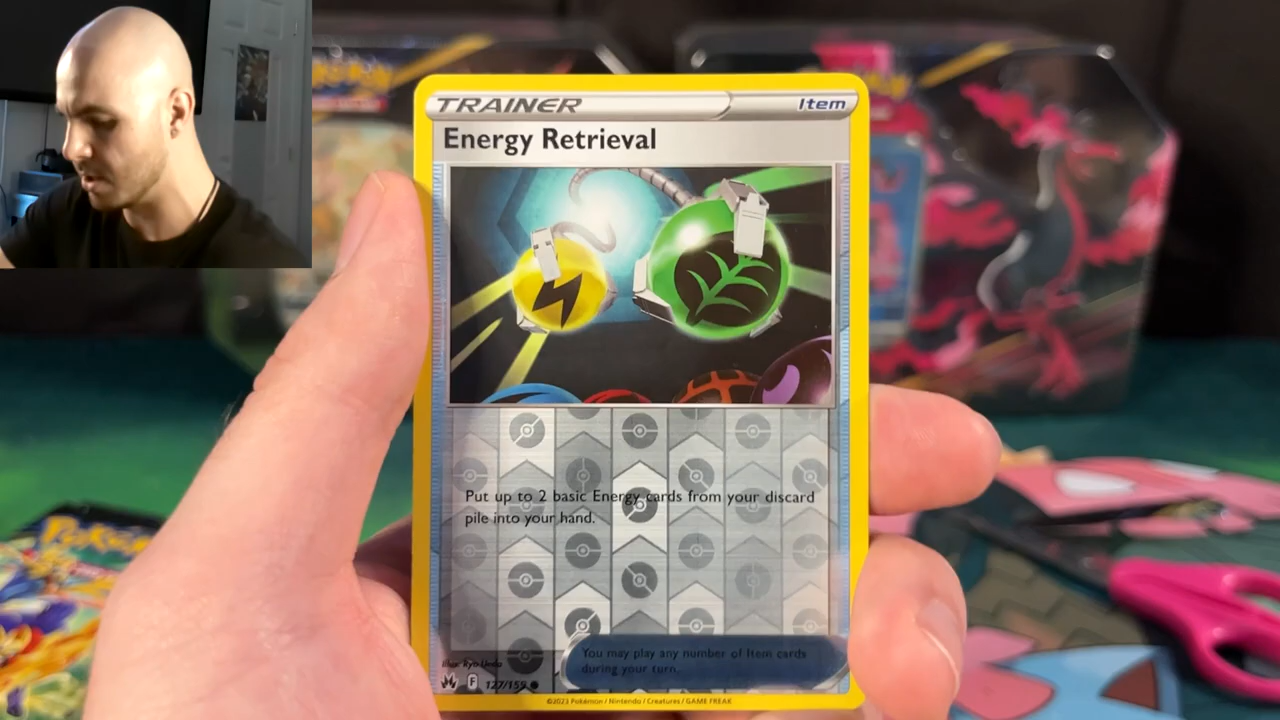 Pokémon
TRAINER Item
Energy Retrieval
Put up to 2 basic Energy cards from your discard
pile into your hand.
You may play any number of Item cards
during your turn.
Illus. Ryo Ueda
F 127/159
©2023 Pokémon / Nintendo / Creatures / GAME FREAK
Pokémon